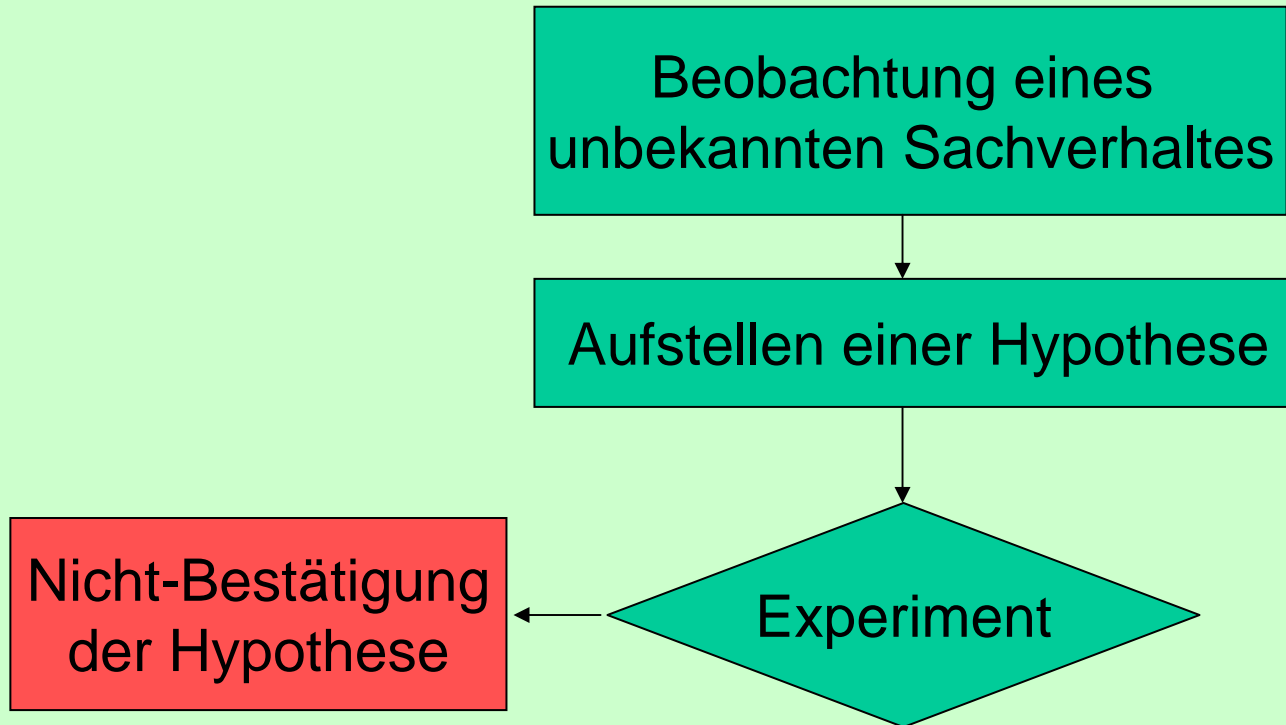 Beobachtung eines
unbekannten Sachverhaltes
Aufstellen einer Hypothese
Nicht-Bestätigung
der Hypothese
Experiment